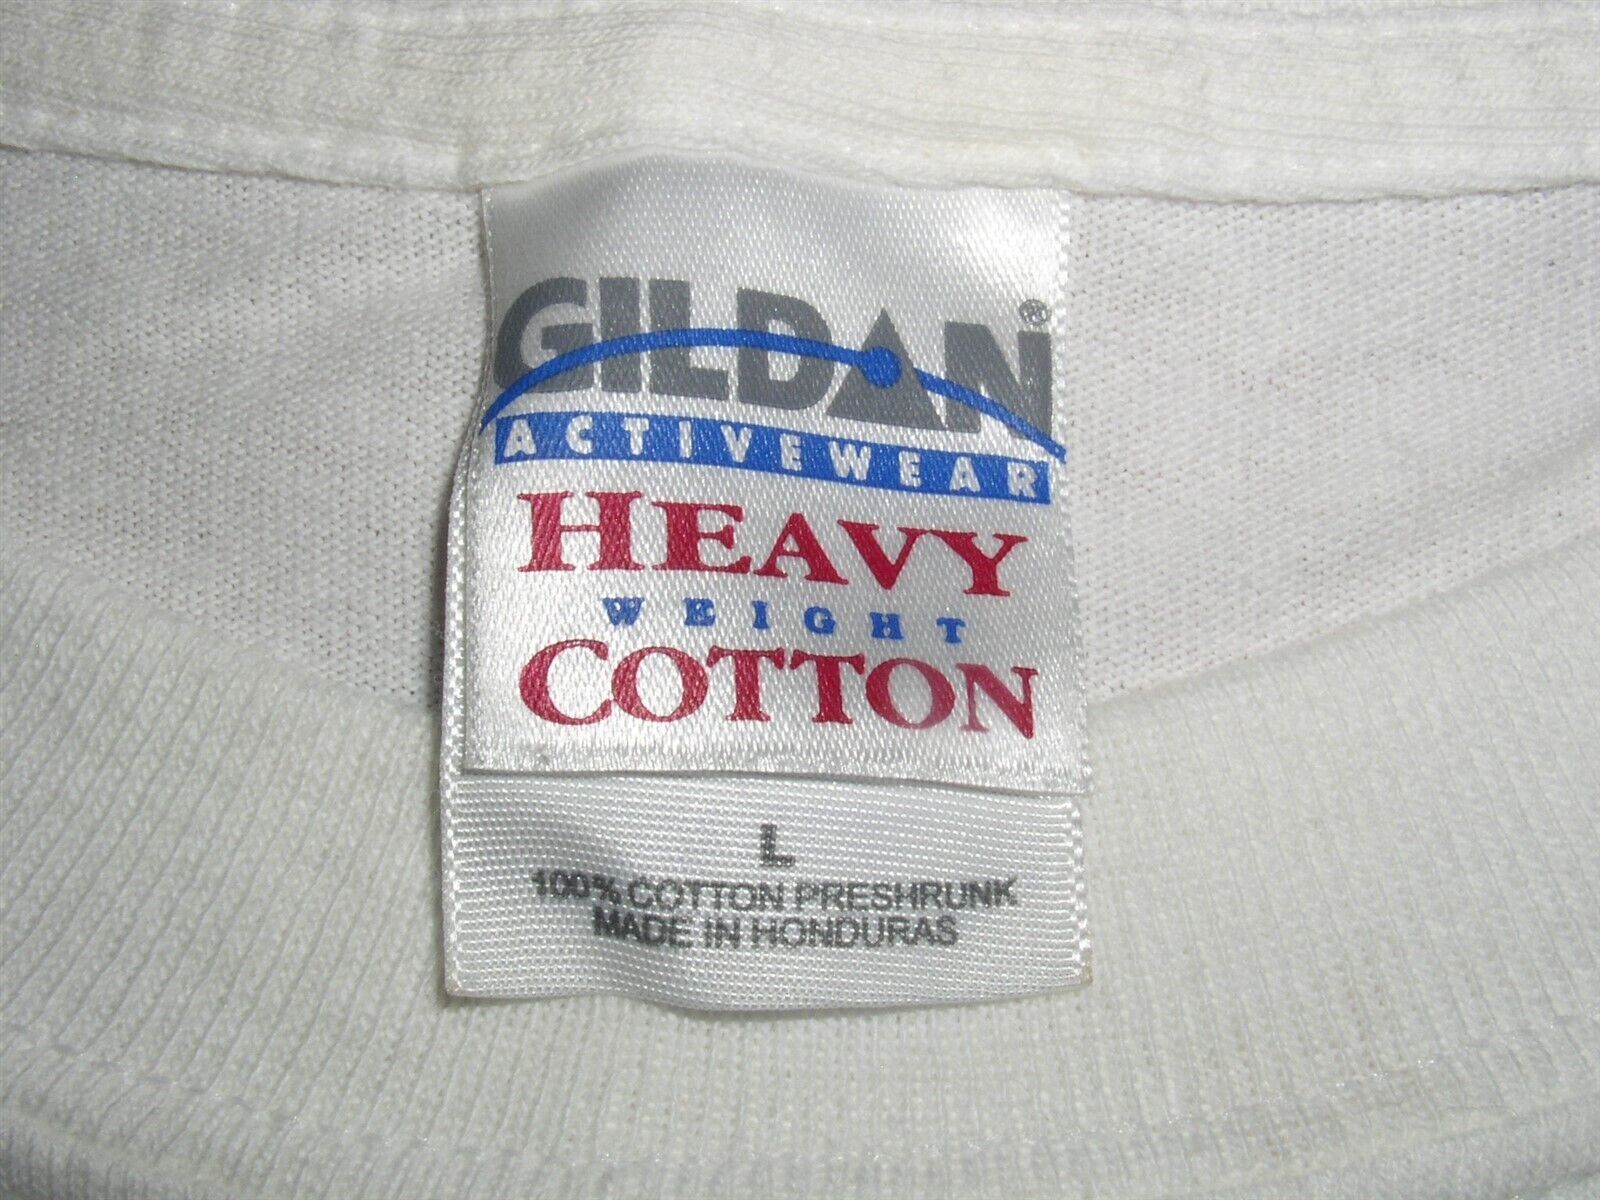 GILDAN®
ACTIVEWEAR
HEAVY
WEIGHT
COTTON
L
100% COTTON PRESHRUNK
MADE IN HONDURAS